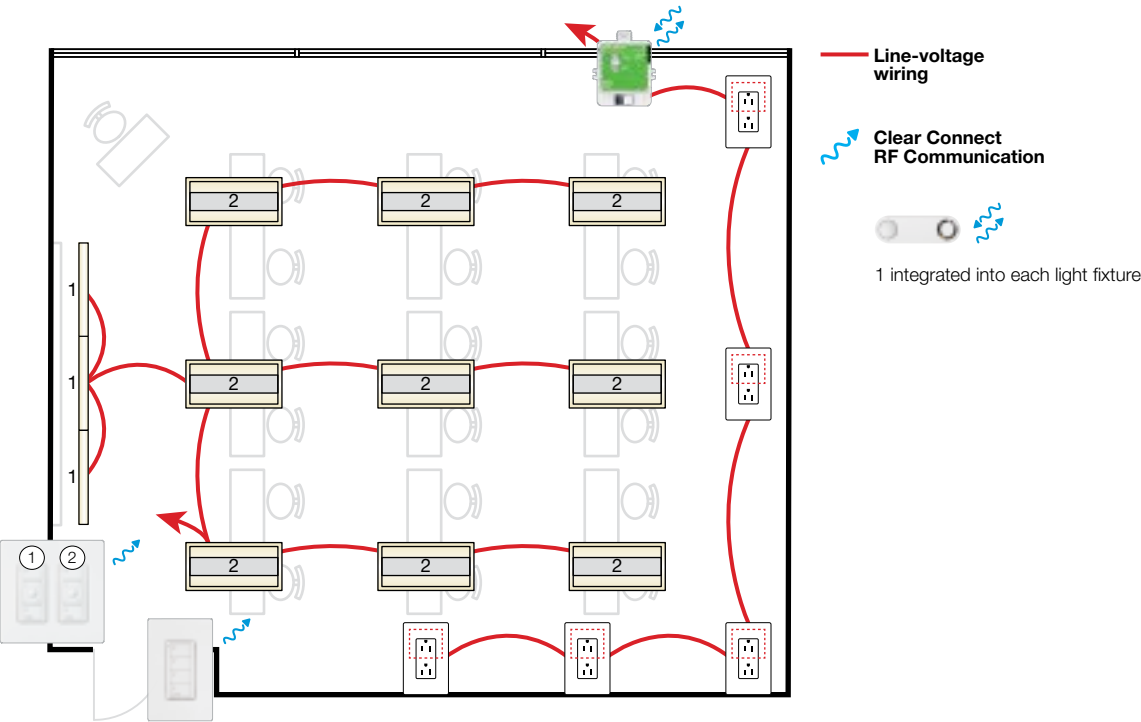 Line-voltage
wiring
Clear Connect
RF Communication
1 integrated into each light fixture
2 2 2
1
1 2 2 2
1
① ②
2 2 2